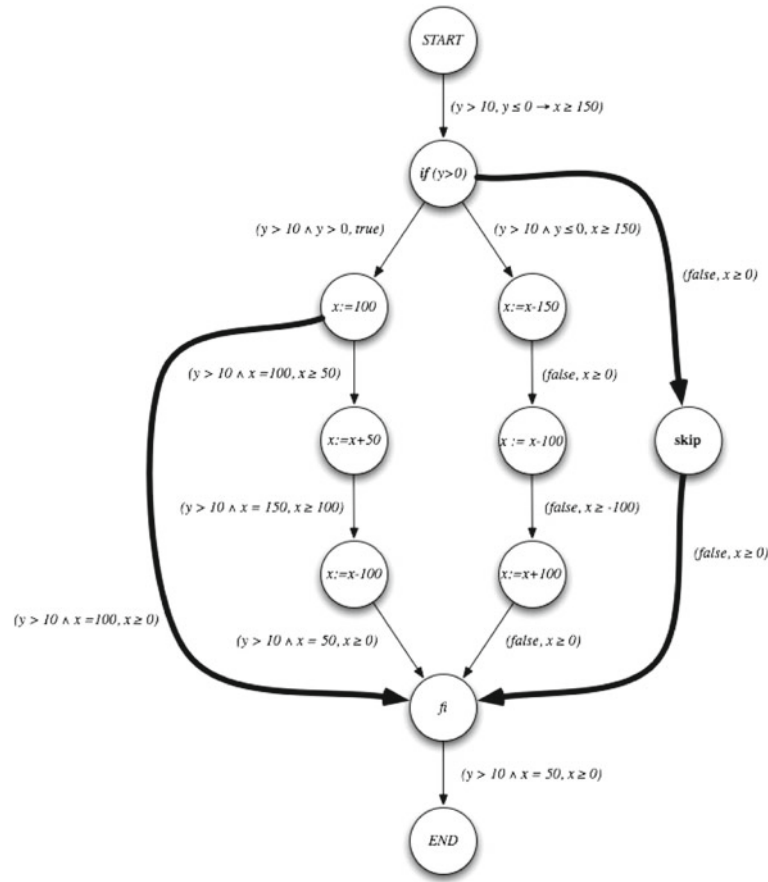 START
(y > 10, y ≤ 0 → x ≥ 150)
if (y>0)
(y > 10 ∧ y > 0, true)
(y > 10 ∧ y ≤ 0, x ≥ 150)
(false, x ≥ 0)
x:=100
x:=x-150
(y > 10 ∧ x =100, x ≥ 50)
(false, x ≥ 0)
x:=x+50
x := x-100
skip
(y > 10 ∧ x = 150, x ≥ 100)
(false, x ≥ -100)
(false, x ≥ 0)
x:=x-100
x:=x+100
(y > 10 ∧ x =100, x ≥ 0)
(y > 10 ∧ x = 50, x ≥ 0)
(false, x ≥ 0)
fi
(y > 10 ∧ x = 50, x ≥ 0)
END